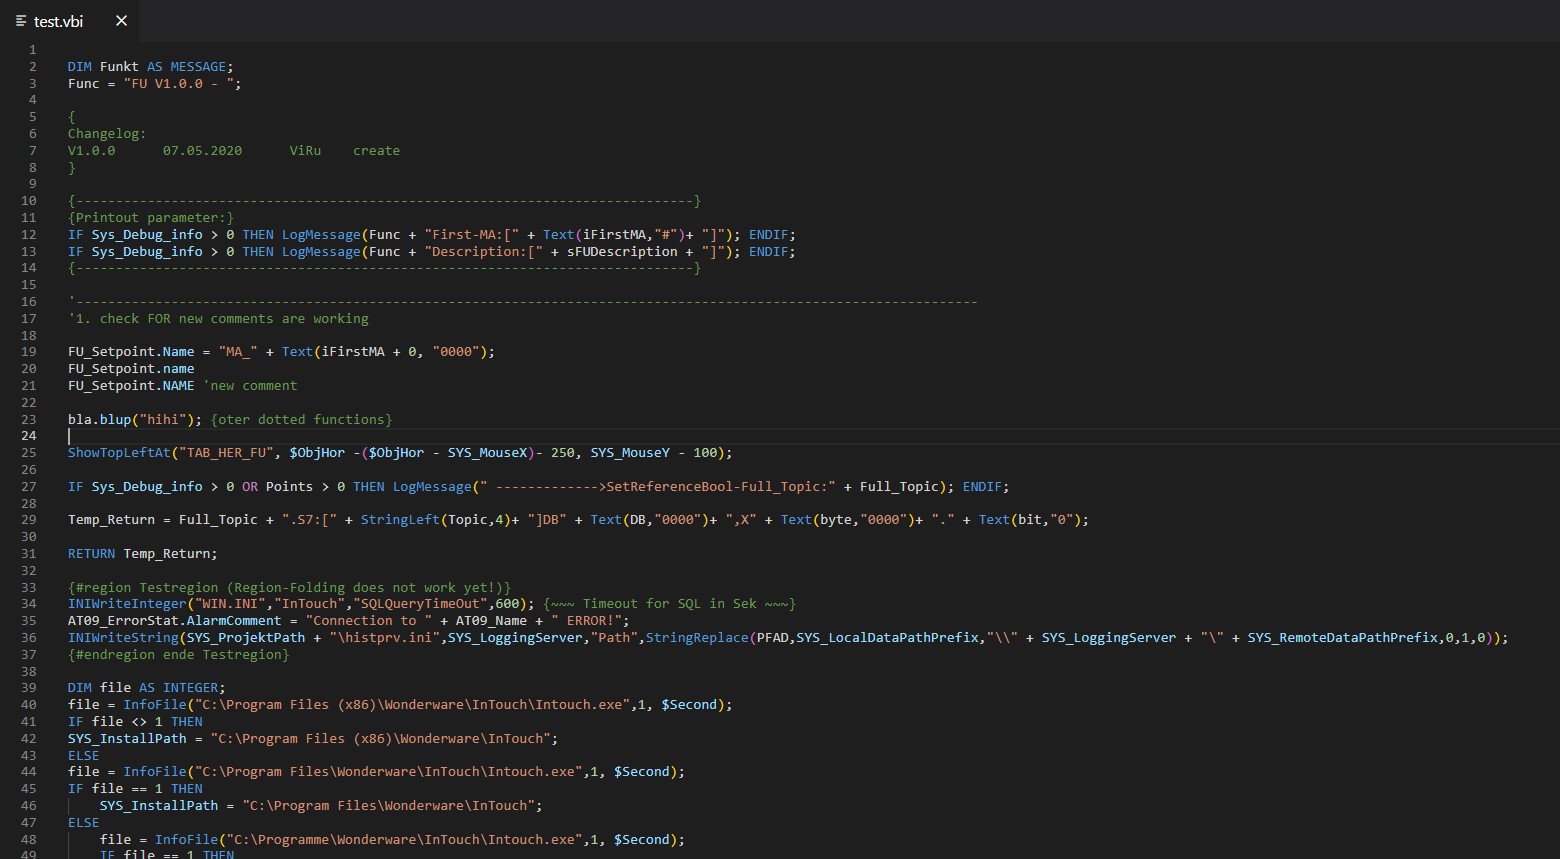 test.vbi
1
2 DIM Funkt AS MESSAGE;
3 Func = "FU V1.0.0 - ";
4
5 {
6 Changelog:
7 V1.0.0      07.05.2020      ViRu    create
8 }
9
10 {------------------------------------------------------------------------------}
11 {Printout parameter:}
12 IF Sys_Debug_info > 0 THEN LogMessage(Func + "First-MA:[" + Text(iFirstMA,"#")+ "]"); ENDIF;
13 IF Sys_Debug_info > 0 THEN LogMessage(Func + "Description:[" + sFUDescription + "]"); ENDIF;
14 {------------------------------------------------------------------------------}
15
16 '------------------------------------------------------------------------------------------------------------------
17 '1. check FOR new comments are working
18
19 FU_Setpoint.Name = "MA_" + Text(iFirstMA + 0, "0000");
20 FU_Setpoint.name
21 FU_Setpoint.NAME 'new comment
22
23 bla.blup("hihi"); {oter dotted functions}
24
25 ShowTopLeftAt("TAB_HER_FU", $ObjHor -($ObjHor - SYS_MouseX)- 250, SYS_MouseY - 100);
26
27 IF Sys_Debug_info > 0 OR Points > 0 THEN LogMessage(" ------------->SetReferenceBool-Full_Topic:" + Full_Topic); ENDIF;
28
29 Temp_Return = Full_Topic + ".S7:[" + StringLeft(Topic,4)+ "]DB" + Text(DB,"0000")+ ",X" + Text(byte,"0000")+ "." + Text(bit,"0");
30
31 RETURN Temp_Return;
32
33 {#region Testregion (Region-Folding does not work yet!)}
34 INIWriteInteger("WIN.INI","InTouch","SQLQueryTimeOut",600); {~~~ Timeout for SQL in Sek ~~~}
35 AT09_ErrorStat.AlarmComment = "Connection to " + AT09_Name + " ERROR!";
36 INIWriteString(SYS_ProjektPath + "\histprv.ini",SYS_LoggingServer,"Path",StringReplace(PFAD,SYS_LocalDataPathPrefix,"\\" + SYS_LoggingServer + "\" + SYS_RemoteDataPathPrefix,0,1,0));
37 {#endregion ende Testregion}
38
39 DIM file AS INTEGER;
40 file = InfoFile("C:\Program Files (x86)\Wonderware\InTouch\Intouch.exe",1, $Second);
41 IF file <> 1 THEN
42 SYS_InstallPath = "C:\Program Files (x86)\Wonderware\InTouch";
43 ELSE
44 file = InfoFile("C:\Program Files\Wonderware\InTouch\Intouch.exe",1, $Second);
45 IF file == 1 THEN
46     SYS_InstallPath = "C:\Program Files\Wonderware\InTouch";
47 ELSE
48     file = InfoFile("C:\Programme\Wonderware\InTouch\Intouch.exe",1, $Second);
49     IF file == 1 THEN